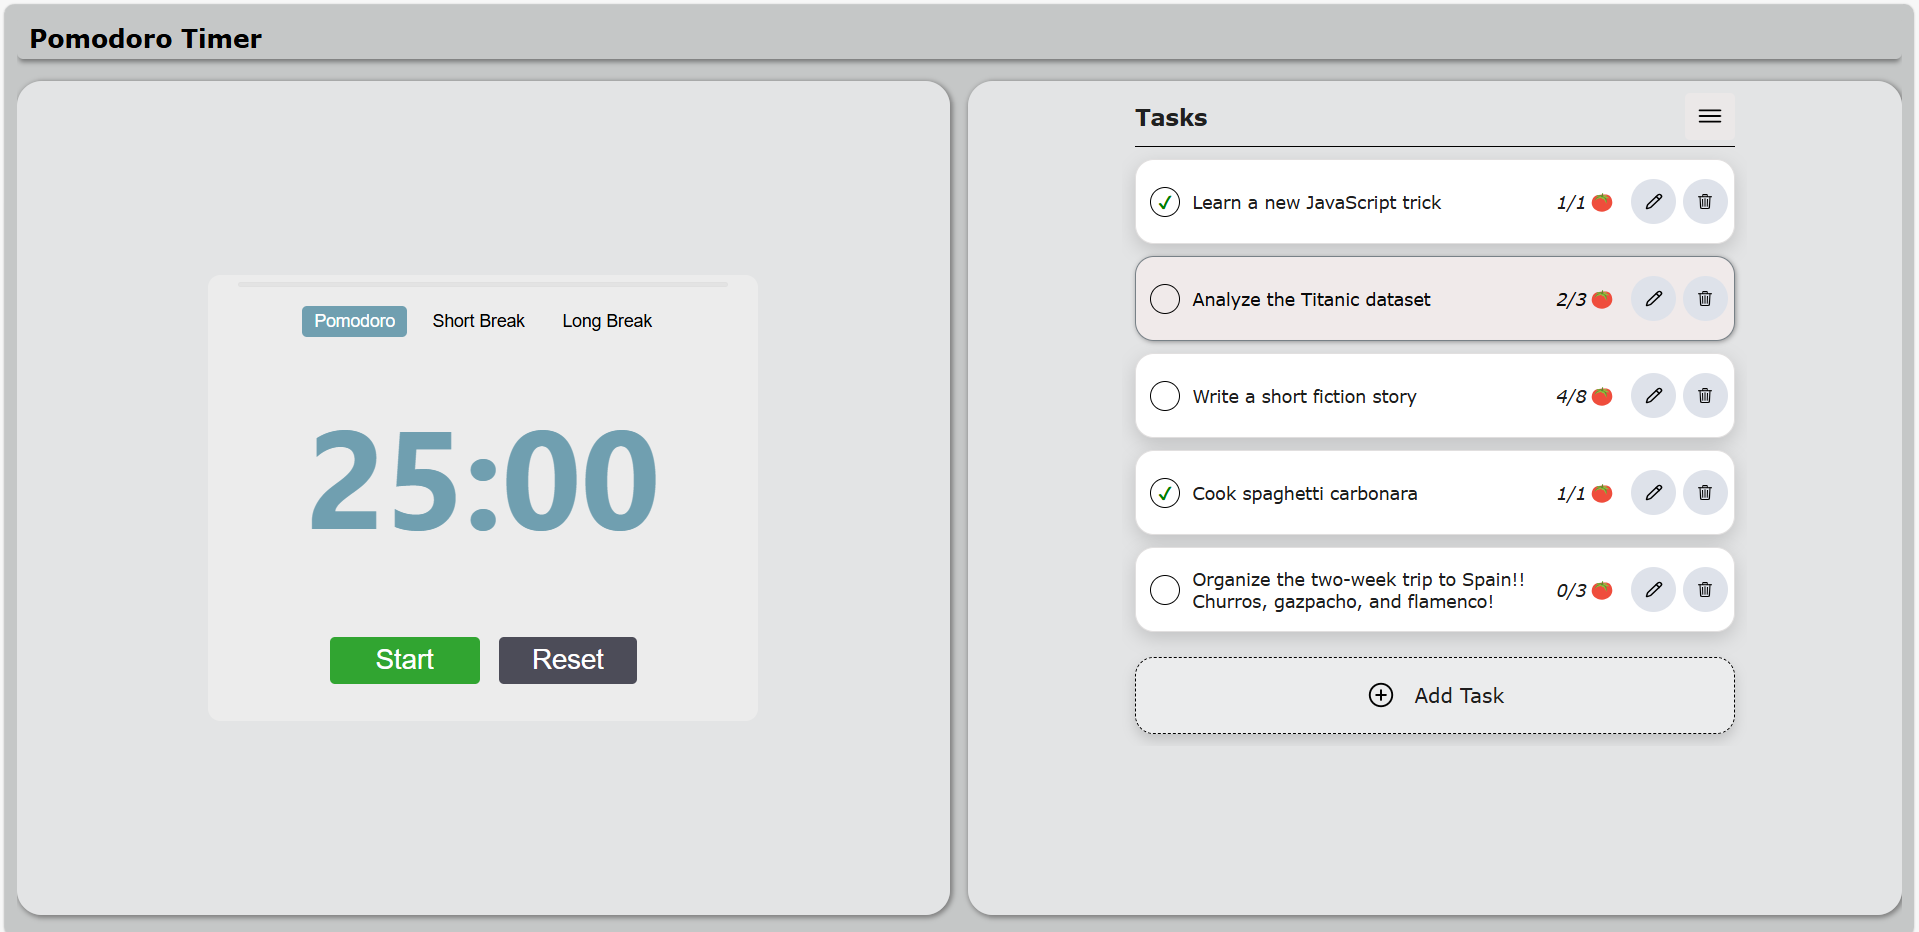 Pomodoro Timer
Pomodoro Short Break Long Break
25:00
Start Reset
Tasks
Learn a new JavaScript trick 1/1
Analyze the Titanic dataset 2/3
Write a short fiction story 4/8
Cook spaghetti carbonara 1/1
Organize the two-week trip to Spain!! 0/3
Churros, gazpacho, and flamenco!
Add Task